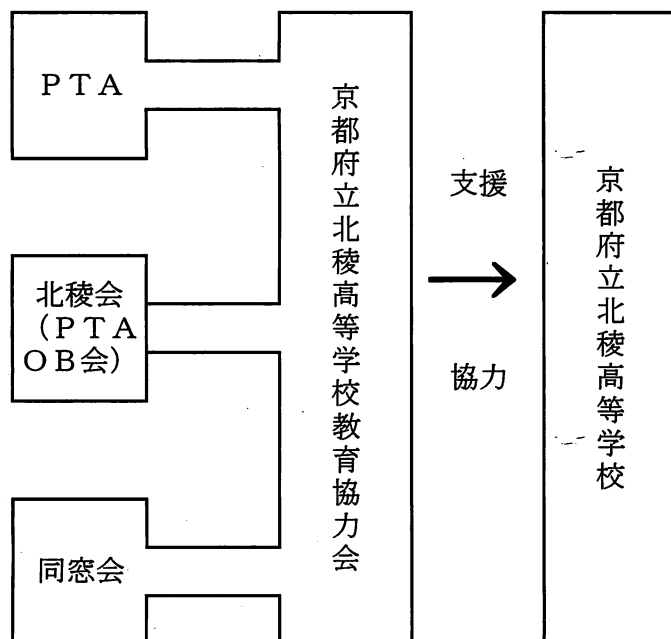 PTA
北稜会
(PTA
OB会)
同窓会
京都府立北稜高等学校教育協力会
支援
協力
京都府立北稜高等学校